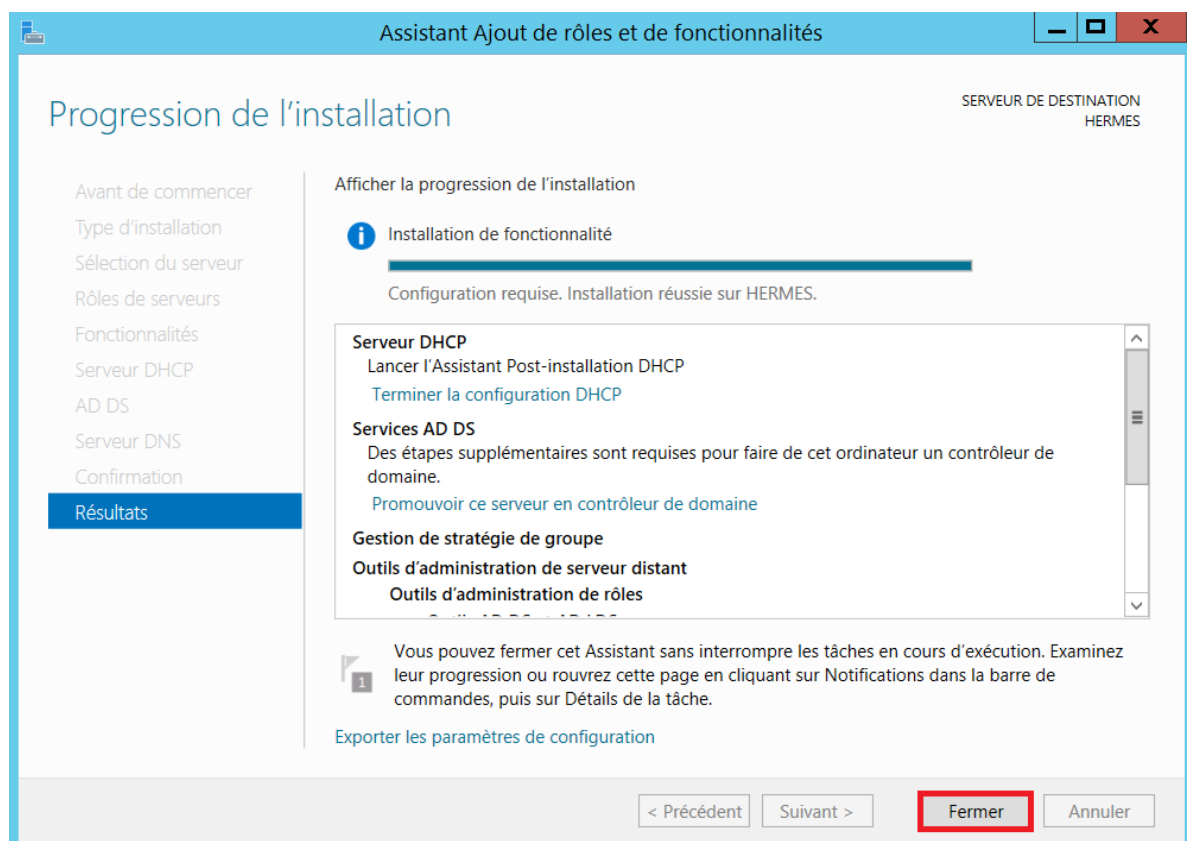 Assistant Ajout de rôles et de fonctionnalités
Progression de l'installation
SERVEUR DE DESTINATION
HERMES
Avant de commencer
Type d'installation
Sélection du serveur
Rôles de serveurs
Fonctionnalités
Serveur DHCP
AD DS
Serveur DNS
Confirmation
Résultats
Afficher la progression de l'installation
Installation de fonctionnalité
Configuration requise. Installation réussie sur HERMES.
Serveur DHCP
Lancer l'Assistant Post-installation DHCP
Terminer la configuration DHCP
Services AD DS
Des étapes supplémentaires sont requises pour faire de cet ordinateur un contrôleur de
domaine.
Promouvoir ce serveur en contrôleur de domaine
Gestion de stratégie de groupe
Outils d'administration de serveur distant
Outils d'administration de rôles
1
Vous pouvez fermer cet Assistant sans interrompre les tâches en cours d'exécution. Examinez
leur progression ou rouvrez cette page en cliquant sur Notifications dans la barre de
commandes, puis sur Détails de la tâche.
Exporter les paramètres de configuration
< Précédent
Suivant >
Fermer
Annuler